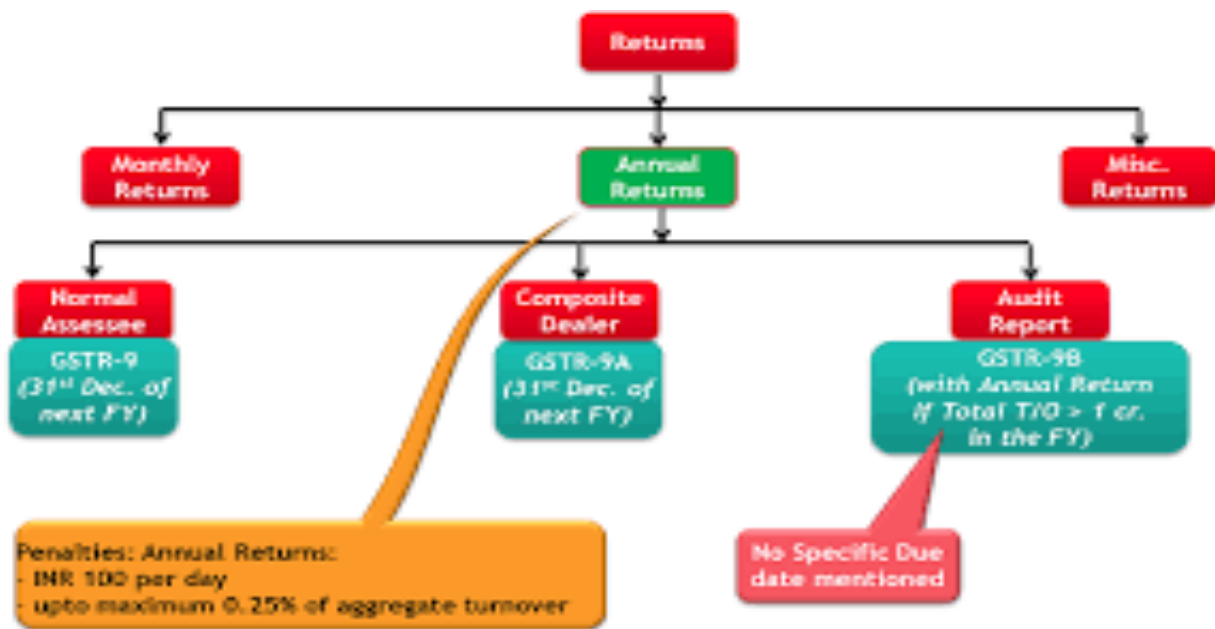 Returns
Monthly
Returns
Annual
Returns
Misc.
Returns
Normal
Assessee
GSTR-9
(31st Dec. of
next FY)
Composite
Dealer
GSTR-9A
(31st Dec. of
next FY)
Audit
Report
GSTR-9B
(with Annual Return
if Total T/O > 1 cr.
in the FY)
Penalties: Annual Returns:
- INR 100 per day
- upto maximum 0.25% of aggregate turnover
No Specific Due
date mentioned